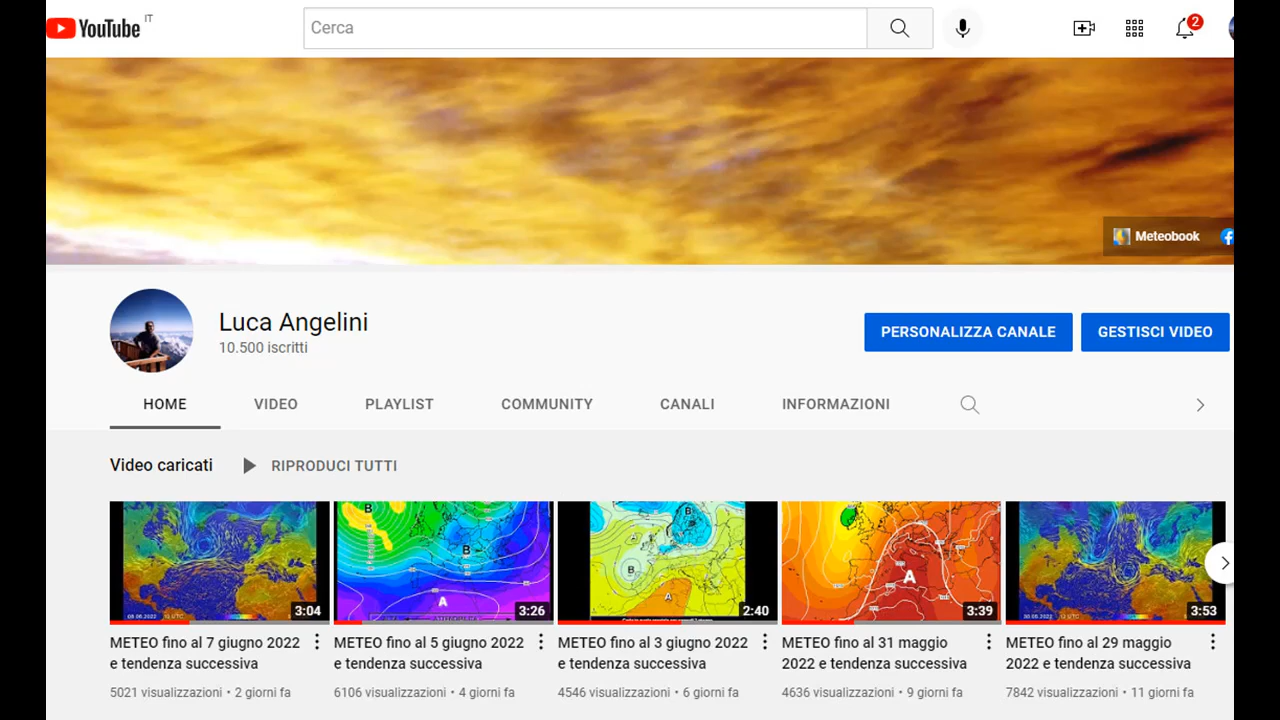 YouTube IT
Cerca
2
Meteobook
Luca Angelini
10.500 iscritti
PERSONALIZZA CANALE
GESTISCI VIDEO
HOME
VIDEO
PLAYLIST
COMMUNITY
CANALI
INFORMAZIONI
Video caricati
RIPRODUCI TUTTI
B
B
A
B
B
A
A
3:04
3:26
2:40
3:39
3:53
METEO fino al 7 giugno 2022
e tendenza successiva
5021 visualizzazioni • 2 giorni fa
METEO fino al 5 giugno 2022
e tendenza successiva
6106 visualizzazioni • 4 giorni fa
METEO fino al 3 giugno 2022
e tendenza successiva
4546 visualizzazioni • 6 giorni fa
METEO fino al 31 maggio
2022 e tendenza successiva
4636 visualizzazioni • 9 giorni fa
METEO fino al 29 maggio
2022 e tendenza successiva
7842 visualizzazioni • 11 giorni fa